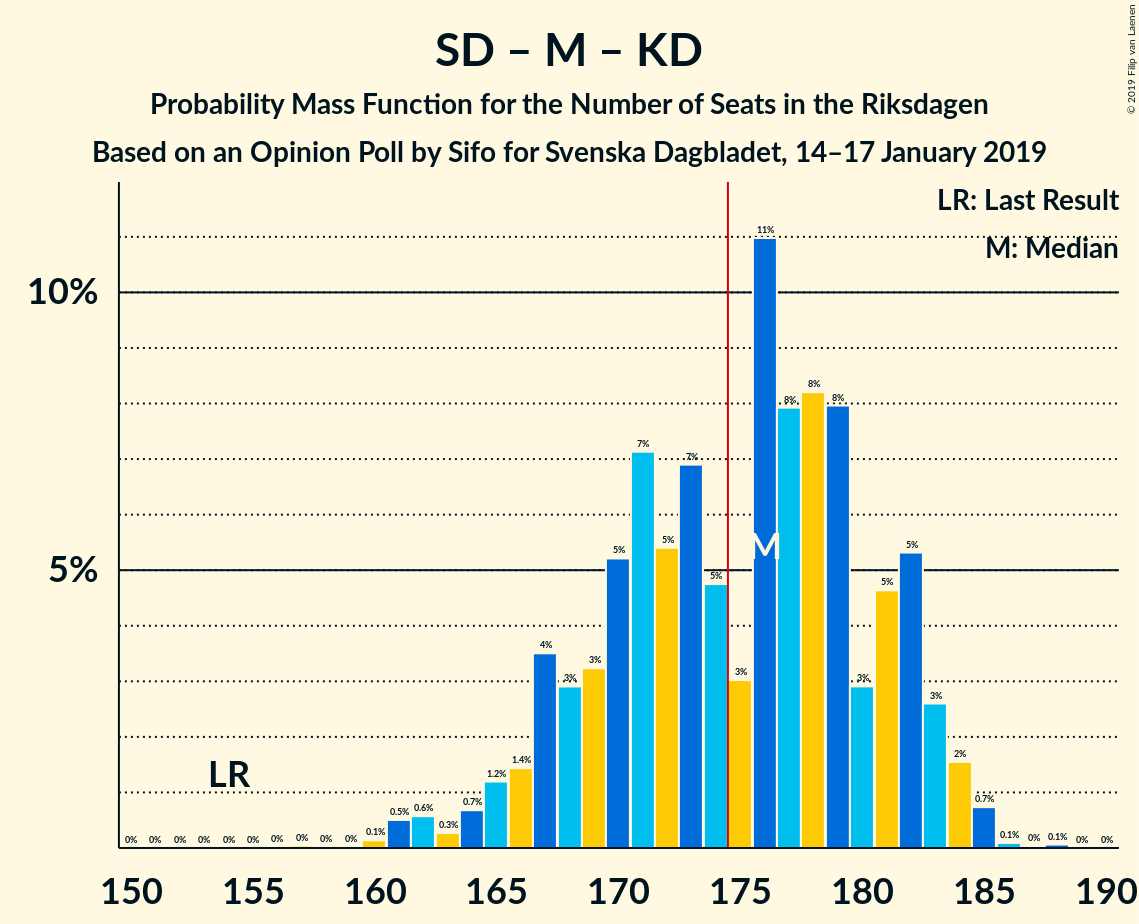 SD – M – KD
Probability Mass Function for the Number of Seats in the Riksdagen
Based on an Opinion Poll by Sifo for Svenska Dagbladet, 14–17 January 2019
© 2019 Filip van Laenen
LR: Last Result
M: Median
10%
5%
LR
M
0% 0% 0% 0% 0% 0% 0% 0% 0% 0% 0.1% 0.5% 0.6% 0.3% 0.7% 1.2% 1.4% 4% 3% 3% 5% 7% 5% 7% 5% 3% 11% 8% 8% 8% 3% 5% 5% 3% 2% 0.7% 0.1% 0% 0.1% 0% 0%
150 155 160 165 170 175 180 185 190